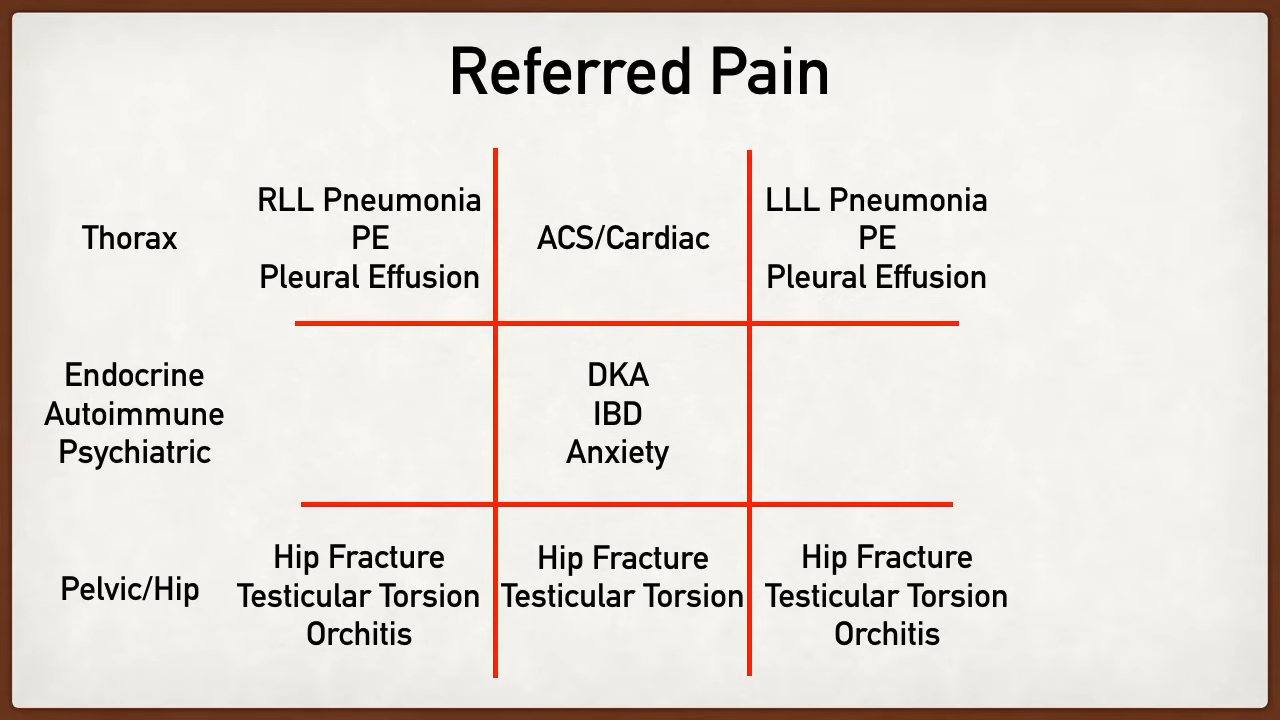 Referred Pain
Thorax
RLL Pneumonia
PE
Pleural Effusion
ACS/Cardiac
LLL Pneumonia
PE
Pleural Effusion
Endocrine
Autoimmune
Psychiatric
DKA
IBD
Anxiety
Pelvic/Hip
Hip Fracture
Testicular Torsion
Orchitis
Hip Fracture
Testicular Torsion
Hip Fracture
Testicular Torsion
Orchitis